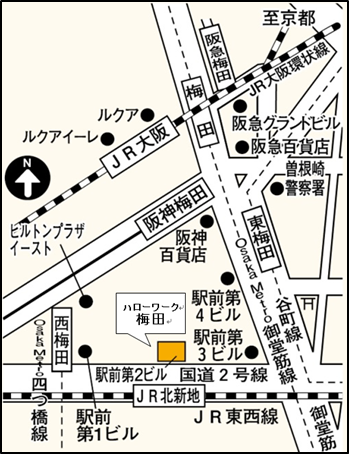 至京都
阪急梅田
JR大阪環状線
梅田
ルクア
ルクアイーレ
阪急グランドビル
阪急百貨店
JR大阪
曽根崎
警察署
N
阪神梅田
東梅田
阪神
百貨店
ヒルトンプラザ
イースト
Osaka Metro 谷町線
Osaka Metro 御堂筋線
ハローワーク
梅田
駅前第
4ビル
駅前第
3ビル
西梅田
Osaka Metro 四つ橋線
駅前第2ビル
国道2号線
JR北新地
駅前
第1ビル
JR東西線
御堂筋